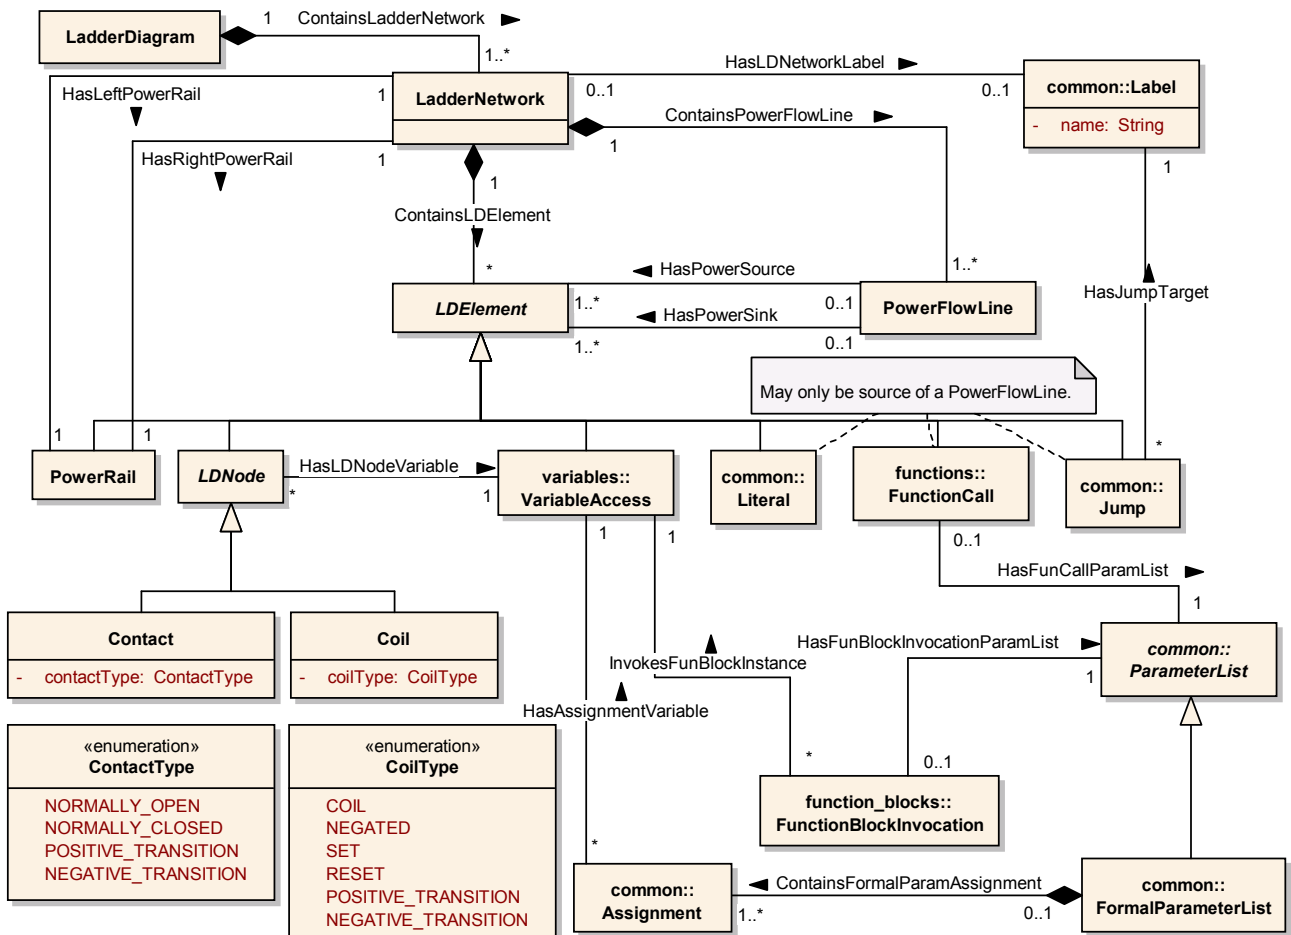 LadderDiagram
1
ContainsLadderNetwork
1..*
HasLeftPowerRail
1
LadderNetwork
HasLDNetworkLabel
0..1
0..1
common::Label
- name: String
ContainsPowerFlowLine
1
HasRightPowerRail
1
1
1
ContainsLDElement
*
HasPowerSource
1..*
0..1
1..*
LDElement
HasPowerSink
1..*
0..1
PowerFlowLine
HasJumpTarget
May only be source of a PowerFlowLine.
1
1
*
PowerRail
LDNode
HasLDNodeVariable
*
1
variables::
VariableAccess
common::
Literal
functions::
FunctionCall
common::
Jump
1
1
0..1
HasFunCallParamList
1
Contact
- contactType: ContactType
Coil
- coilType: CoilType
InvokesFunBlockInstance
HasFunBlockInvocationParamList
1
common::
ParameterList
HasAssignmentVariable
«enumeration»
ContactType
NORMALLY_OPEN
NORMALLY_CLOSED
POSITIVE_TRANSITION
NEGATIVE_TRANSITION
«enumeration»
CoilType
COIL
NEGATED
SET
RESET
POSITIVE_TRANSITION
NEGATIVE_TRANSITION
*
0..1
function_blocks::
FunctionBlockInvocation
*
common::
Assignment
ContainsFormalParamAssignment
1..*
0..1
common::
FormalParameterList